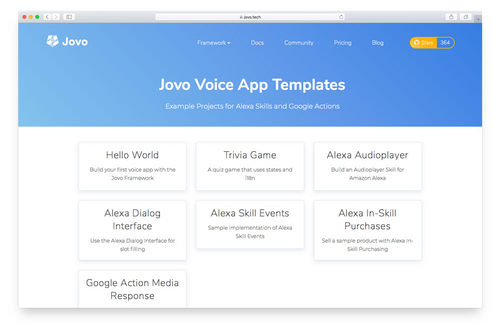 jovo.tech
Jovo
Framework
Docs
Community
Pricing
Blog
Stars
364
Jovo Voice App Templates
Example Projects for Alexa Skills and Google Actions
Hello World
Build your first voice app with the
Jovo Framework
Trivia Game
A quiz game that uses states and
i18n
Alexa Audioplayer
Build an Audioplayer Skill for
Amazon Alexa
Alexa Dialog
Interface
Use the Alexa Dialog Interface for
slot filling
Alexa Skill Events
Sample implementation of Alexa
Skill Events
Alexa In-Skill
Purchases
Sell a sample product with Alexa In-
Skill Purchasing
Google Action Media
Response